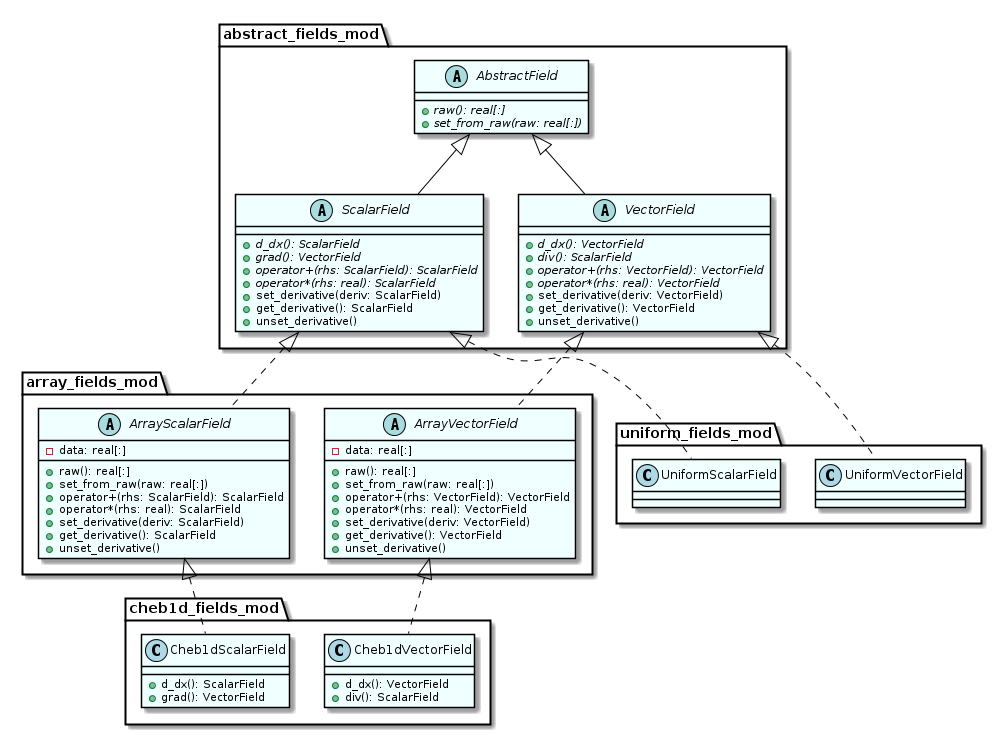 abstract_fields_mod
A AbstractField
raw(): real[:]
set_from_raw(raw: real[:])
A ScalarField
d_dx(): ScalarField
grad(): VectorField
operator+(rhs: ScalarField): ScalarField
operator*(rhs: real): ScalarField
set_derivative(deriv: ScalarField)
get_derivative(): ScalarField
unset_derivative()
A VectorField
d_dx(): VectorField
div(): ScalarField
operator+(rhs: VectorField): VectorField
operator*(rhs: real): VectorField
set_derivative(deriv: VectorField)
get_derivative(): VectorField
unset_derivative()
array_fields_mod
A ArrayScalarField
data: real[:]
raw(): real[:]
set_from_raw(raw: real[:])
operator+(rhs: ScalarField): ScalarField
operator*(rhs: real): ScalarField
set_derivative(deriv: ScalarField)
get_derivative(): ScalarField
unset_derivative()
A ArrayVectorField
data: real[:]
raw(): real[:]
set_from_raw(raw: real[:])
operator+(rhs: VectorField): VectorField
operator*(rhs: real): VectorField
set_derivative(deriv: VectorField)
get_derivative(): VectorField
unset_derivative()
uniform_fields_mod
C UniformScalarField
C UniformVectorField
cheb1d_fields_mod
C Cheb1dScalarField
d_dx(): ScalarField
grad(): VectorField
C Cheb1dVectorField
d_dx(): VectorField
div(): ScalarField